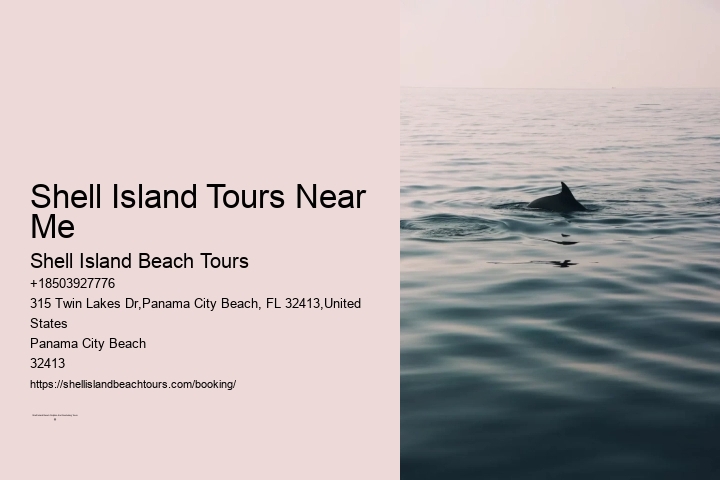 Shell Island Tours Near
Me
Shell Island Beach Tours
+18503927776
315 Twin Lakes Dr,Panama City Beach, FL 32413,United
States
Panama City Beach
32413
https://shellislandbeachtours.com/booking/